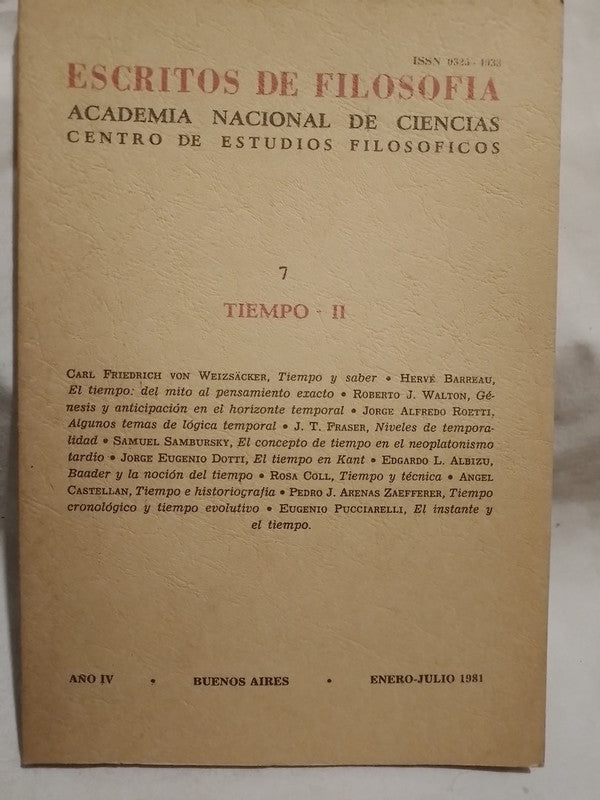 ISSN 0325-4933
ESCRITOS DE FILOSOFIA
ACADEMIA NACIONAL DE CIENCIAS
CENTRO DE ESTUDIOS FILOSOFICOS
7
TIEMPO - II
CARL FRIEDRICH VON WEIZSÄCKER, Tiempo y saber • HERVÉ BARREAU,
El tiempo: del mito al pensamiento exacto • ROBERTO J. WALTON, Gé-
nesis y anticipación en el horizonte temporal • JORGE ALFREDO ROETTI,
Algunos temas de lógica temporal • J. T. FRASER, Niveles de tempora-
lidad • SAMUEL SAMBURSKY, El concepto de tiempo en el neoplatonismo
tardío • JORGE EUGENIO DOTTI, El tiempo en Kant • EDGARDO L. ALBIZU,
Baader y la noción del tiempo • ROSA COLL, Tiempo y técnica • ANGEL
CASTELLAN, Tiempo e historiografía • PEDRO J. ARENAS ZAEFFERER, Tiempo
cronológico y tiempo evolutivo • EUGENIO PUCCIARELLI, El instante y
el tiempo.
AÑO IV • BUENOS AIRES • ENERO-JULIO 1981